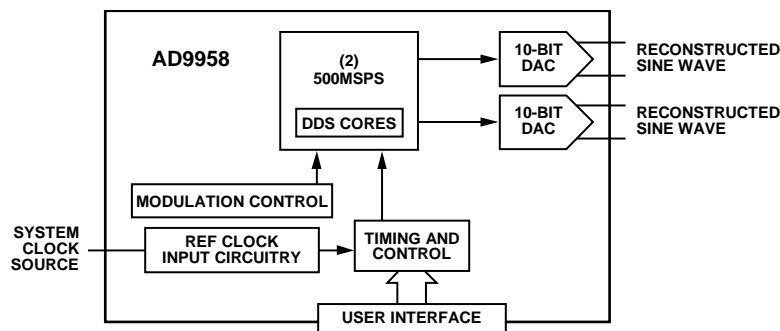 AD9958
(2)
500MSPS
DDS CORES
10-BIT
DAC
RECONSTRUCTED
SINE WAVE
10-BIT
DAC
RECONSTRUCTED
SINE WAVE
MODULATION CONTROL
SYSTEM
CLOCK
SOURCE
REF CLOCK
INPUT CIRCUITRY
TIMING AND
CONTROL
USER INTERFACE